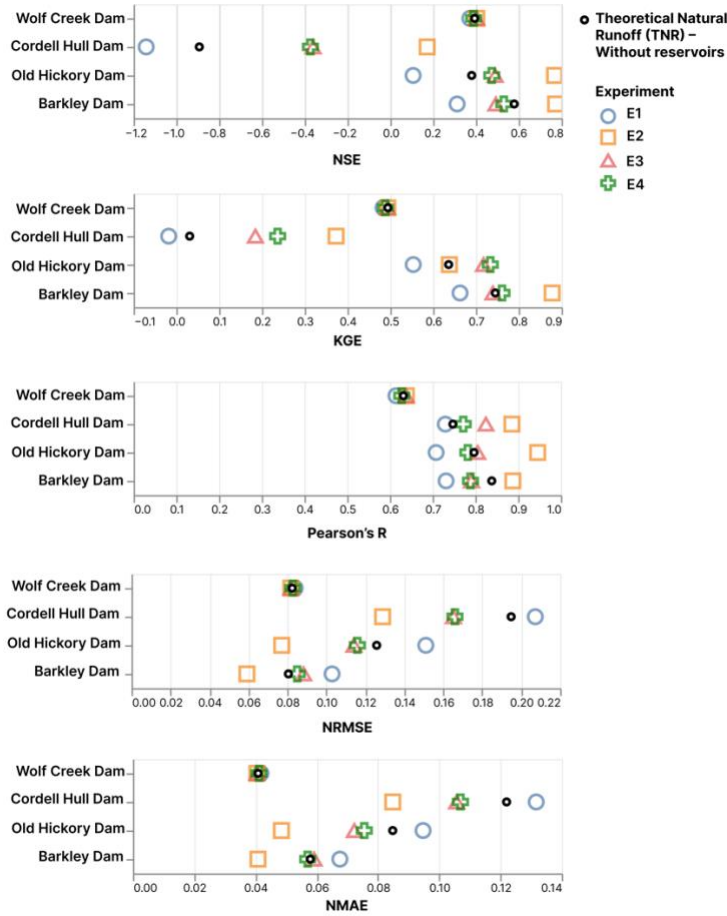 Wolf Creek Dam
Cordell Hull Dam
Old Hickory Dam
Barkley Dam
−1.2 −1.0 −0.8 −0.6 −0.4 −0.2 0.0 0.2 0.4 0.6 0.8
NSE
Theoretical Natural
Runoff (TNR) –
Without reservoirs
Experiment
E1
E2
E3
E4
Wolf Creek Dam
Cordell Hull Dam
Old Hickory Dam
Barkley Dam
−0.1 0.0 0.1 0.2 0.3 0.4 0.5 0.6 0.7 0.8 0.9
KGE
Wolf Creek Dam
Cordell Hull Dam
Old Hickory Dam
Barkley Dam
0.0 0.1 0.2 0.3 0.4 0.5 0.6 0.7 0.8 0.9 1.0
Pearson's R
Wolf Creek Dam
Cordell Hull Dam
Old Hickory Dam
Barkley Dam
0.00 0.02 0.04 0.06 0.08 0.10 0.12 0.14 0.16 0.18 0.20 0.22
NRMSE
Wolf Creek Dam
Cordell Hull Dam
Old Hickory Dam
Barkley Dam
0.00 0.04 0.06 0.08 0.10 0.12 0.14
NMAE